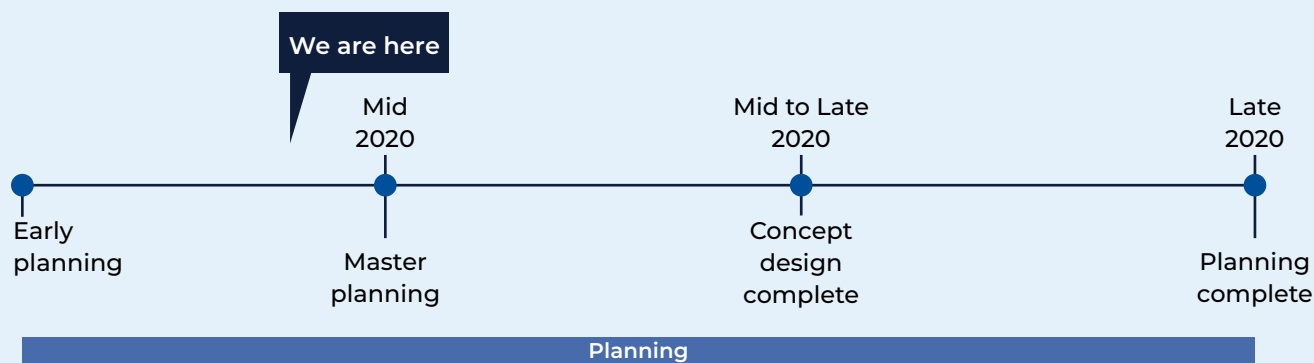 We are here
Mid
2020
Mid to Late
2020
Late
2020
Early
planning
Master
planning
Concept
design
complete
Planning
complete
Planning